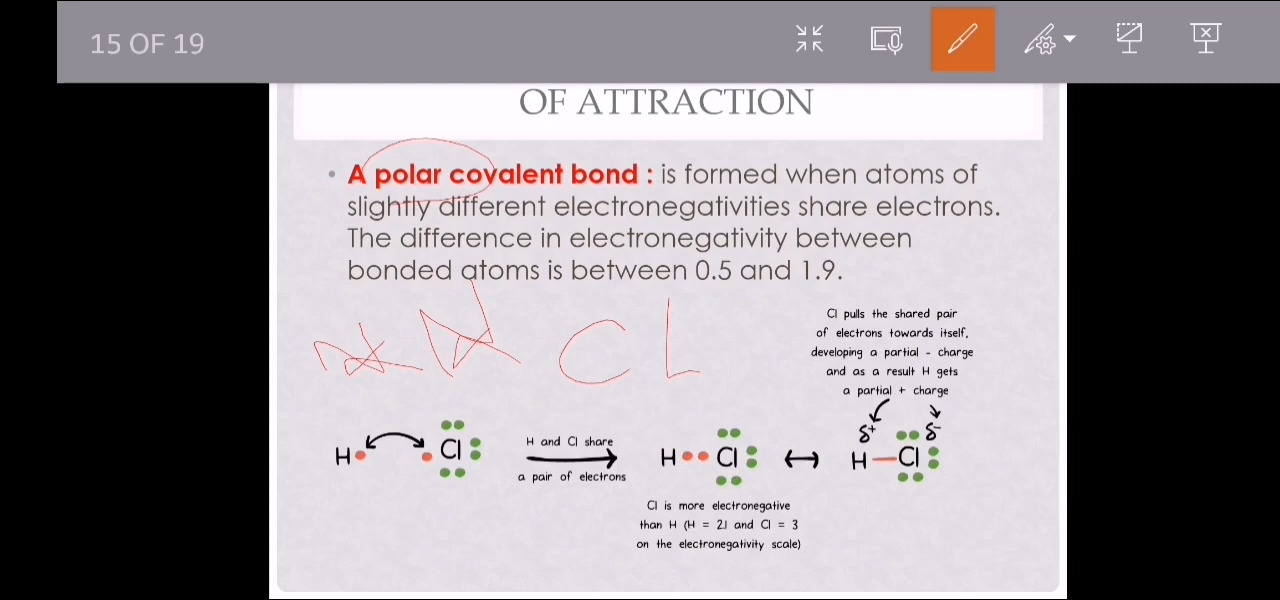 15 OF 19
OF ATTRACTION
• A polar covalent bond : is formed when atoms of
slightly different electronegativities share electrons.
The difference in electronegativity between
bonded atoms is between 0.5 and 1.9.
CL
Cl pulls the shared pair
of electrons towards itself,
developing a partial - charge
and as a result H gets
a partial + charge
H Cl
H and Cl share
a pair of electrons
H Cl
δ+ δ-
H Cl
Cl is more electronegative
than H (H = 2.1 and Cl = 3
on the electronegativity scale)